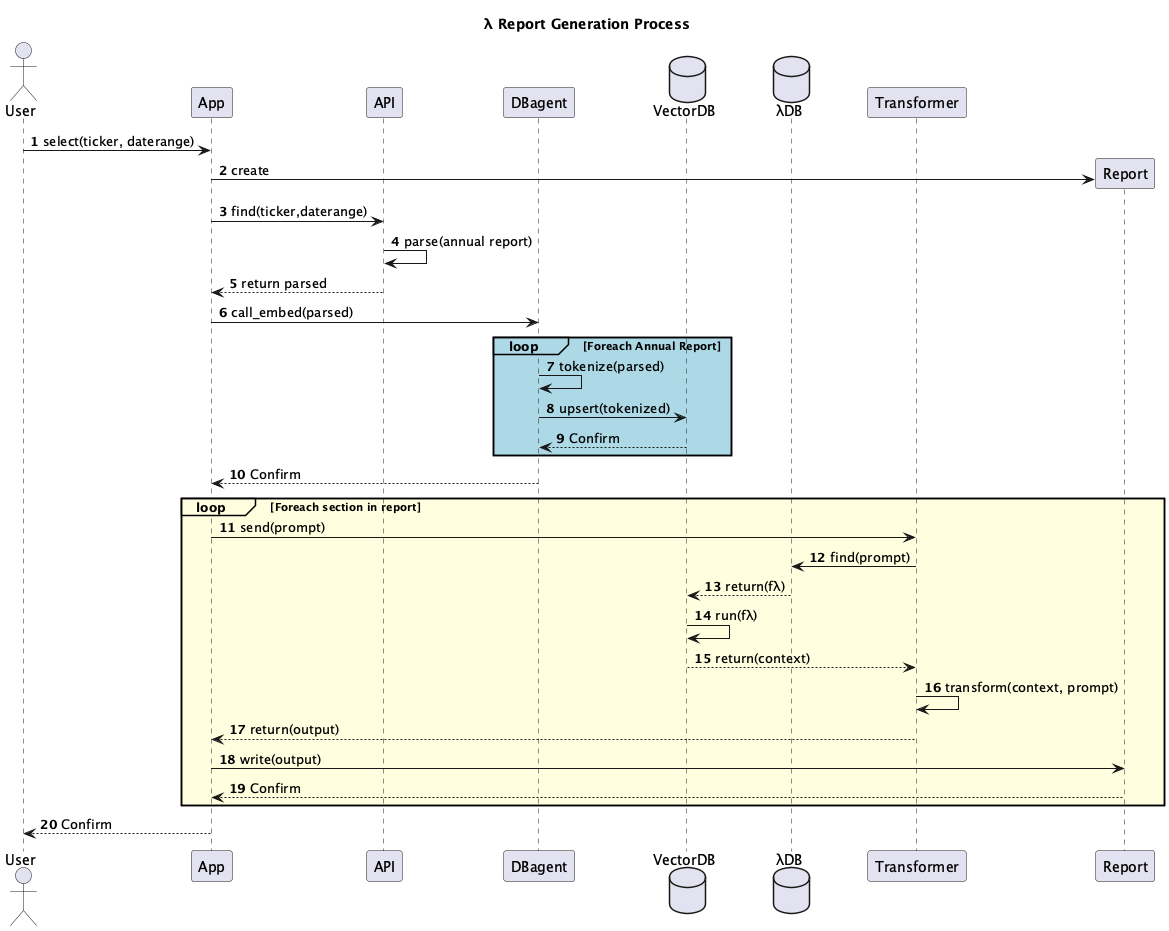 λ Report Generation Process
User
App
API
DBagent
VectorDB
λDB
Transformer
1 select(ticker, daterange)
2 create
Report
3 find(ticker,daterange)
4 parse(annual report)
5 return parsed
6 call_embed(parsed)
loop [Foreach Annual Report]
7 tokenize(parsed)
8 upsert(tokenized)
9 Confirm
10 Confirm
loop [Foreach section in report]
11 send(prompt)
12 find(prompt)
13 return(fλ)
14 run(fλ)
15 return(context)
16 transform(context, prompt)
17 return(output)
18 write(output)
19 Confirm
20 Confirm
User
App
API
DBagent
VectorDB
λDB
Transformer
Report